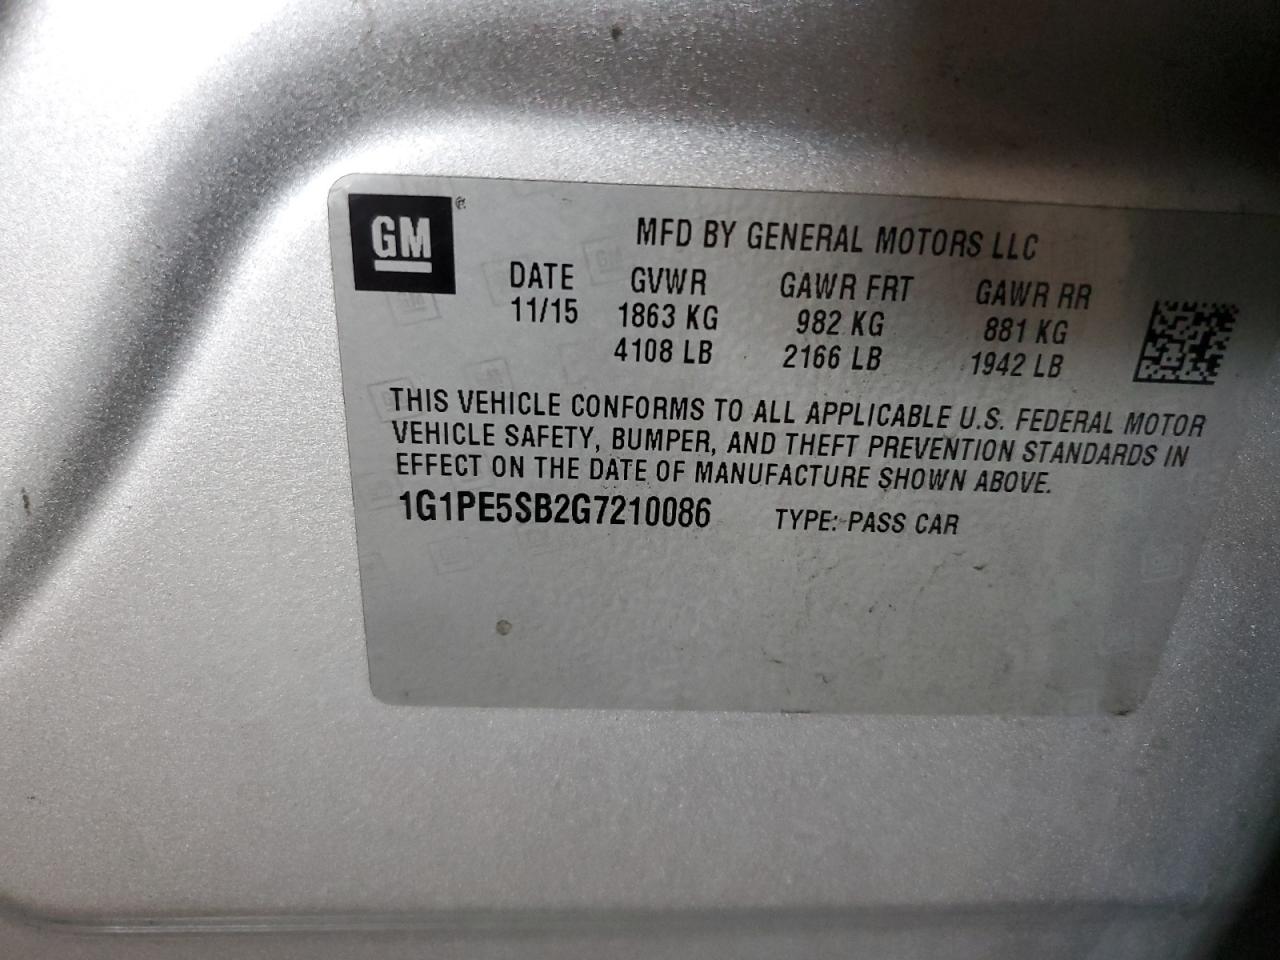 GM®
MFD BY GENERAL MOTORS LLC
DATE GVWR GAWR FRT GAWR RR
11/15 1863 KG 982 KG 881 KG
4108 LB 2166 LB 1942 LB
THIS VEHICLE CONFORMS TO ALL APPLICABLE U.S. FEDERAL MOTOR
VEHICLE SAFETY, BUMPER, AND THEFT PREVENTION STANDARDS IN
EFFECT ON THE DATE OF MANUFACTURE SHOWN ABOVE.
1G1PE5SB2G7210086 TYPE: PASS CAR